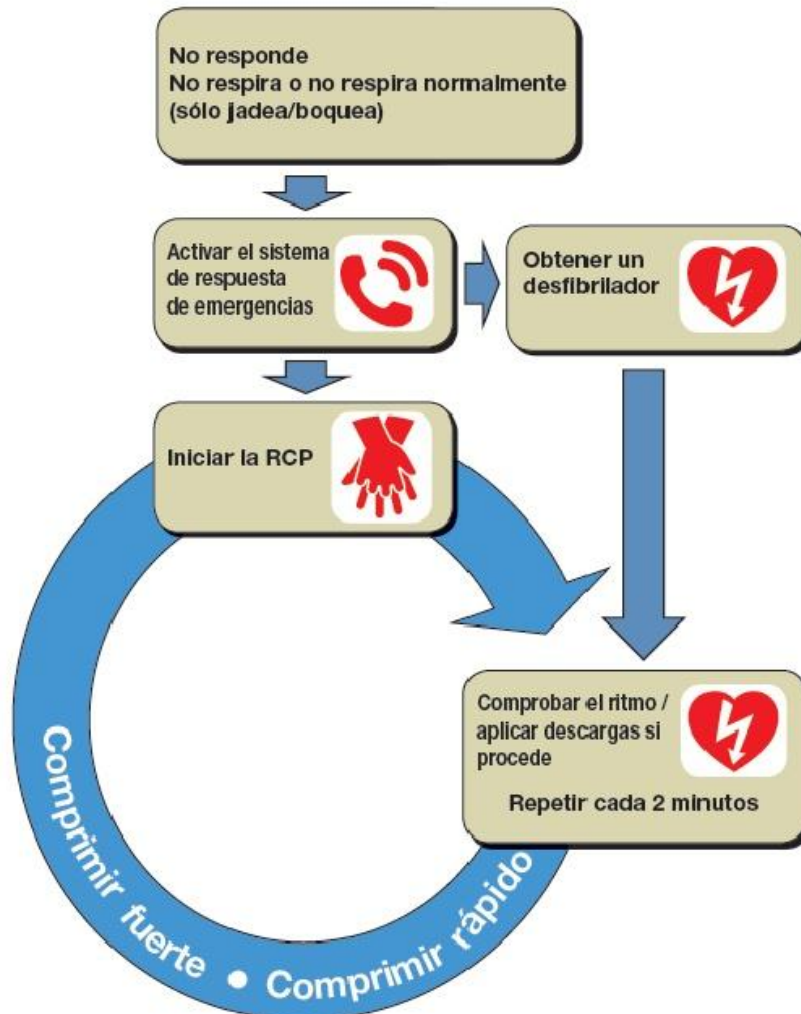 No responde
No respira o no respira normalmente
(sólo jadea/boquea)
Activar el sistema
de respuesta
de emergencias
Obtener un
desfibrilador
Iniciar la RCP
Comprobar el ritmo /
aplicar descargas si
procede
Repetir cada 2 minutos
Comprimir fuerte • Comprimir rápido